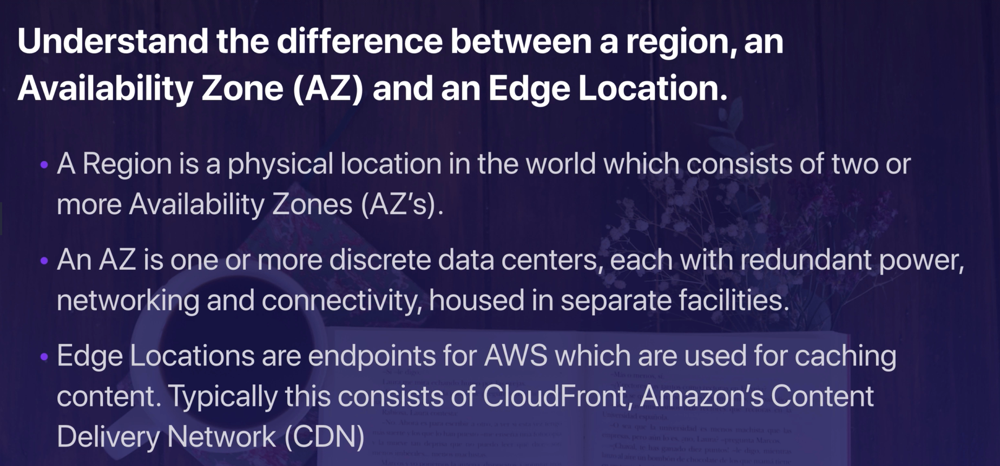 Understand the difference between a region, an
Availability Zone (AZ) and an Edge Location.
• A Region is a physical location in the world which consists of two or
more Availability Zones (AZ’s).
• An AZ is one or more discrete data centers, each with redundant power,
networking and connectivity, housed in separate facilities.
• Edge Locations are endpoints for AWS which are used for caching
content. Typically this consists of CloudFront, Amazon’s Content
Delivery Network (CDN)